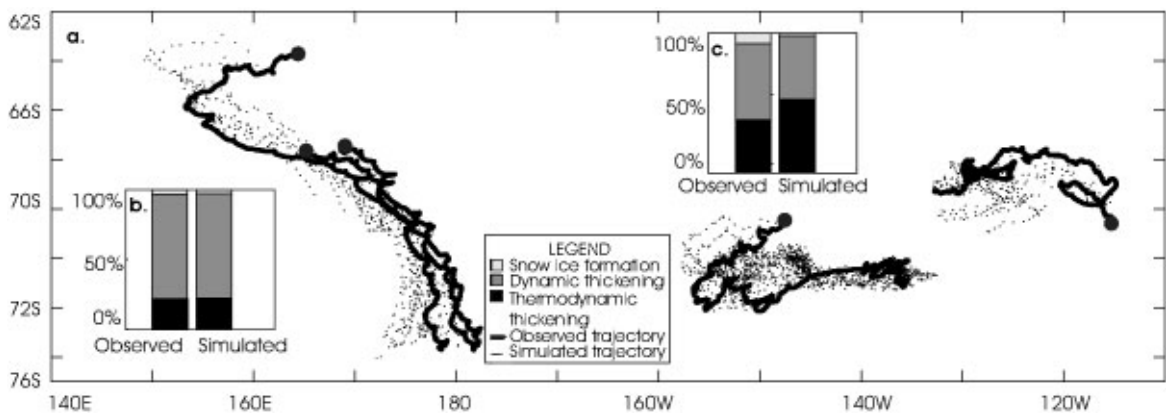 62S
66S
70S
72S
76S
140E
160E
180
160W
140W
120W
a.
b.
100%
50%
0%
Observed Simulated
c.
100%
50%
0%
Observed Simulated
LEGEND
Snow ice formation
Dynamic thickening
Thermodynamic
thickening
Observed trajectory
Simulated trajectory